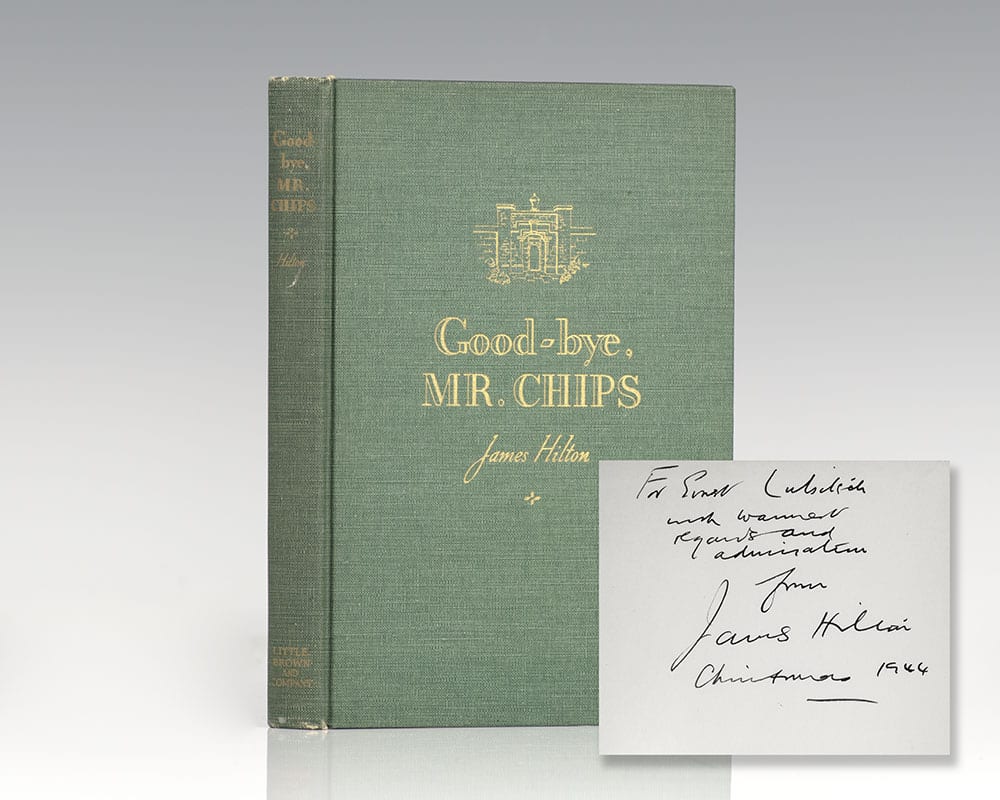 Good-
bye,
MR.
CHIPS
Hilton
LITTLE,
BROWN
AND
COMPANY
Good-bye,
MR. CHIPS
James Hilton
For Ernst Lubitsch
with warmest
regards and
admiration
from
James Hilton
Christmas 1944